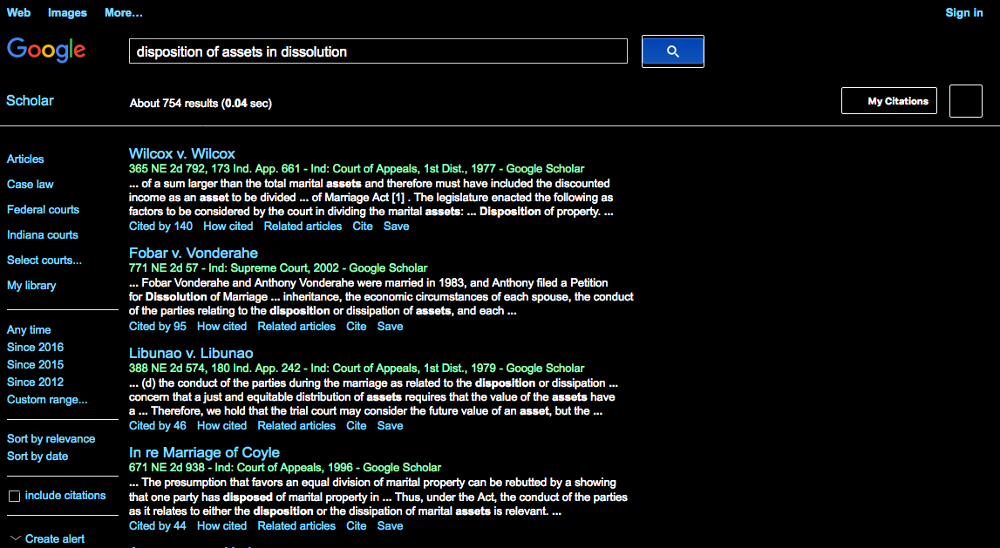 Web Images More... Sign in
Google
disposition of assets in dissolution
Scholar
About 754 results (0.04 sec)
My Citations
Articles
Case law
Federal courts
Indiana courts
Select courts...
My library
Any time
Since 2016
Since 2015
Since 2012
Custom range...
Sort by relevance
Sort by date
include citations
Create alert
Wilcox v. Wilcox
365 NE 2d 792, 173 Ind. App. 661 - Ind: Court of Appeals, 1st Dist., 1977 - Google Scholar
... of a sum larger than the total marital assets and therefore must have included the discounted
income as an asset to be divided ... of Marriage Act [1] . The legislature enacted the following as
factors to be considered by the court in dividing the marital assets: ... Disposition of property. ...
Cited by 140 How cited Related articles Cite Save
Fobar v. Vonderahe
771 NE 2d 57 - Ind: Supreme Court, 2002 - Google Scholar
... Fobar Vonderahe and Anthony Vonderahe were married in 1983, and Anthony filed a Petition
for Dissolution of Marriage ... inheritance, the economic circumstances of each spouse, the conduct
of the parties relating to the disposition or dissipation of assets, and each ...
Cited by 95 How cited Related articles Cite Save
Libunao v. Libunao
388 NE 2d 574, 180 Ind. App. 242 - Ind: Court of Appeals, 1st Dist., 1979 - Google Scholar
... (d) the conduct of the parties during the marriage as related to the disposition or dissipation ...
concern that a just and equitable distribution of assets requires that the value of the assets have
a ... Therefore, we hold that the trial court may consider the future value of an asset, but the ...
Cited by 46 How cited Related articles Cite Save
In re Marriage of Coyle
671 NE 2d 938 - Ind: Court of Appeals, 1996 - Google Scholar
... The presumption that favors an equal division of marital property can be rebutted by a showing
that one party has disposed of marital property in ... Thus, under the Act, the conduct of the parties
as it relates to either the disposition or the dissipation of marital assets is relevant. ...
Cited by 44 How cited Related articles Cite Save